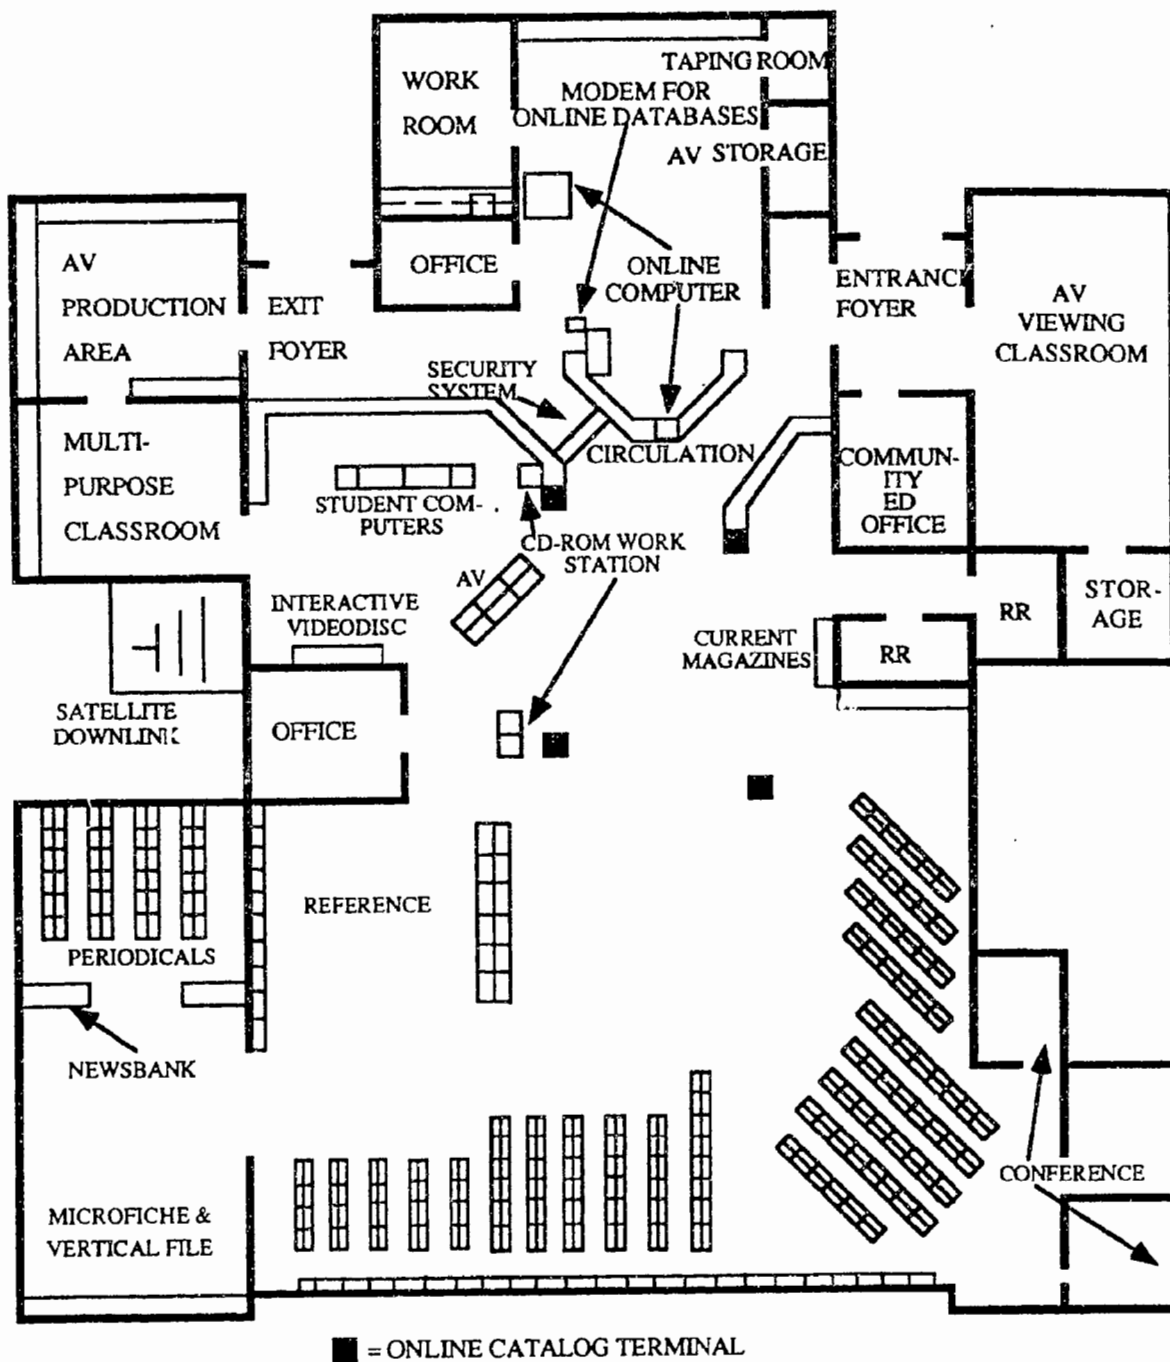 TAPING ROOM
WORK
ROOM
MODEM FOR
ONLINE DATABASES
AV STORAGE
AV
PRODUCTION
AREA
EXIT
FOYER
OFFICE
ONLINE
COMPUTER
ENTRANCE
FOYER
AV
VIEWING
CLASSROOM
SECURITY
SYSTEM
MULTI-
PURPOSE
CLASSROOM
CIRCULATION
COMMUN-
ITY
ED
OFFICE
STUDENT COM-
PUTERS
CD-ROM WORK
STATION
AV
INTERACTIVE
VIDEODISC
CURRENT
MAGAZINES
RR
RR
STOR-
AGE
SATELLITE
DOWNLINK
OFFICE
REFERENCE
PERIODICALS
NEWSBANK
CONFERENCE
MICROFICHE &
VERTICAL FILE
= ONLINE CATALOG TERMINAL